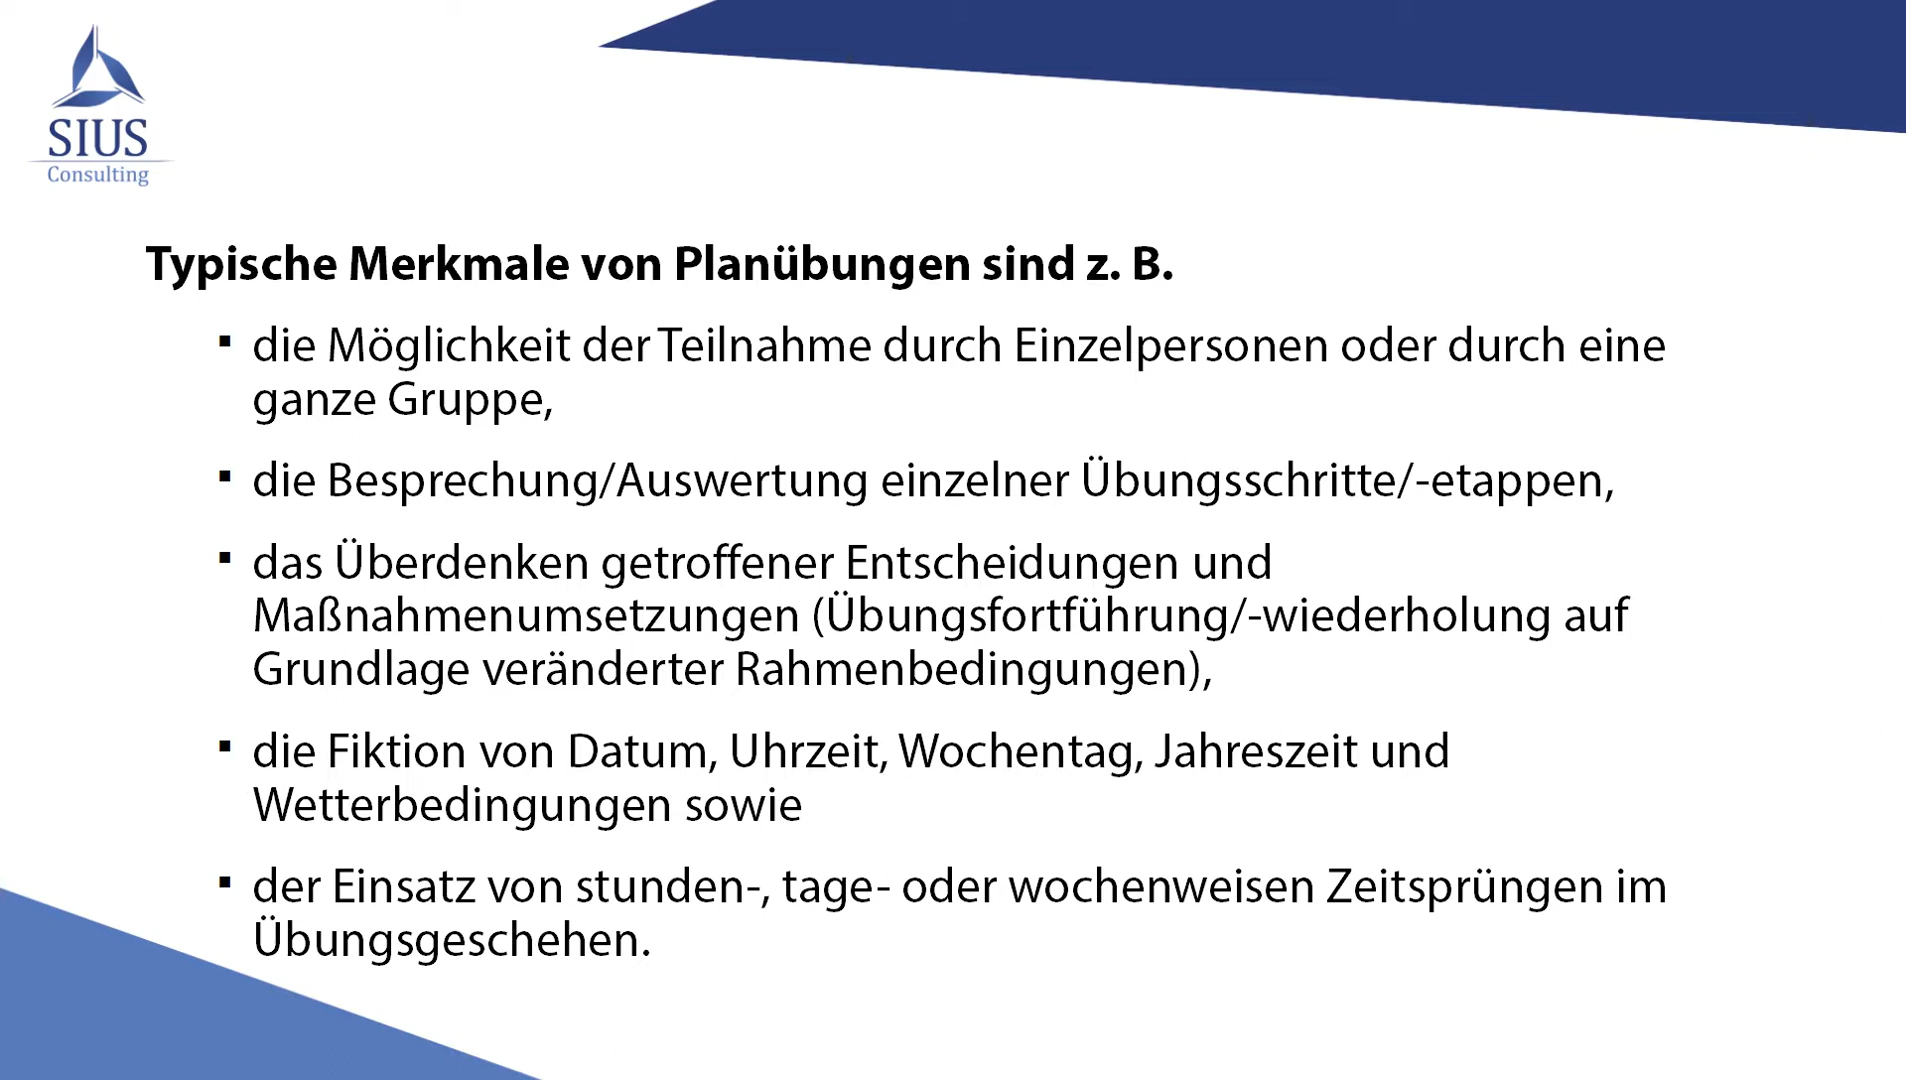 SIUS
Consulting
Typische Merkmale von Planübungen sind z. B.
▪ die Möglichkeit der Teilnahme durch Einzelpersonen oder durch eine
ganze Gruppe,
▪ die Besprechung/Auswertung einzelner Übungsschritte/-etappen,
▪ das Überdenken getroffener Entscheidungen und
Maßnahmenumsetzungen (Übungsfortführung/-wiederholung auf
Grundlage veränderter Rahmenbedingungen),
▪ die Fiktion von Datum, Uhrzeit, Wochentag, Jahreszeit und
Wetterbedingungen sowie
▪ der Einsatz von stunden-, tage- oder wochenweisen Zeitsprüngen im
Übungsgeschehen.